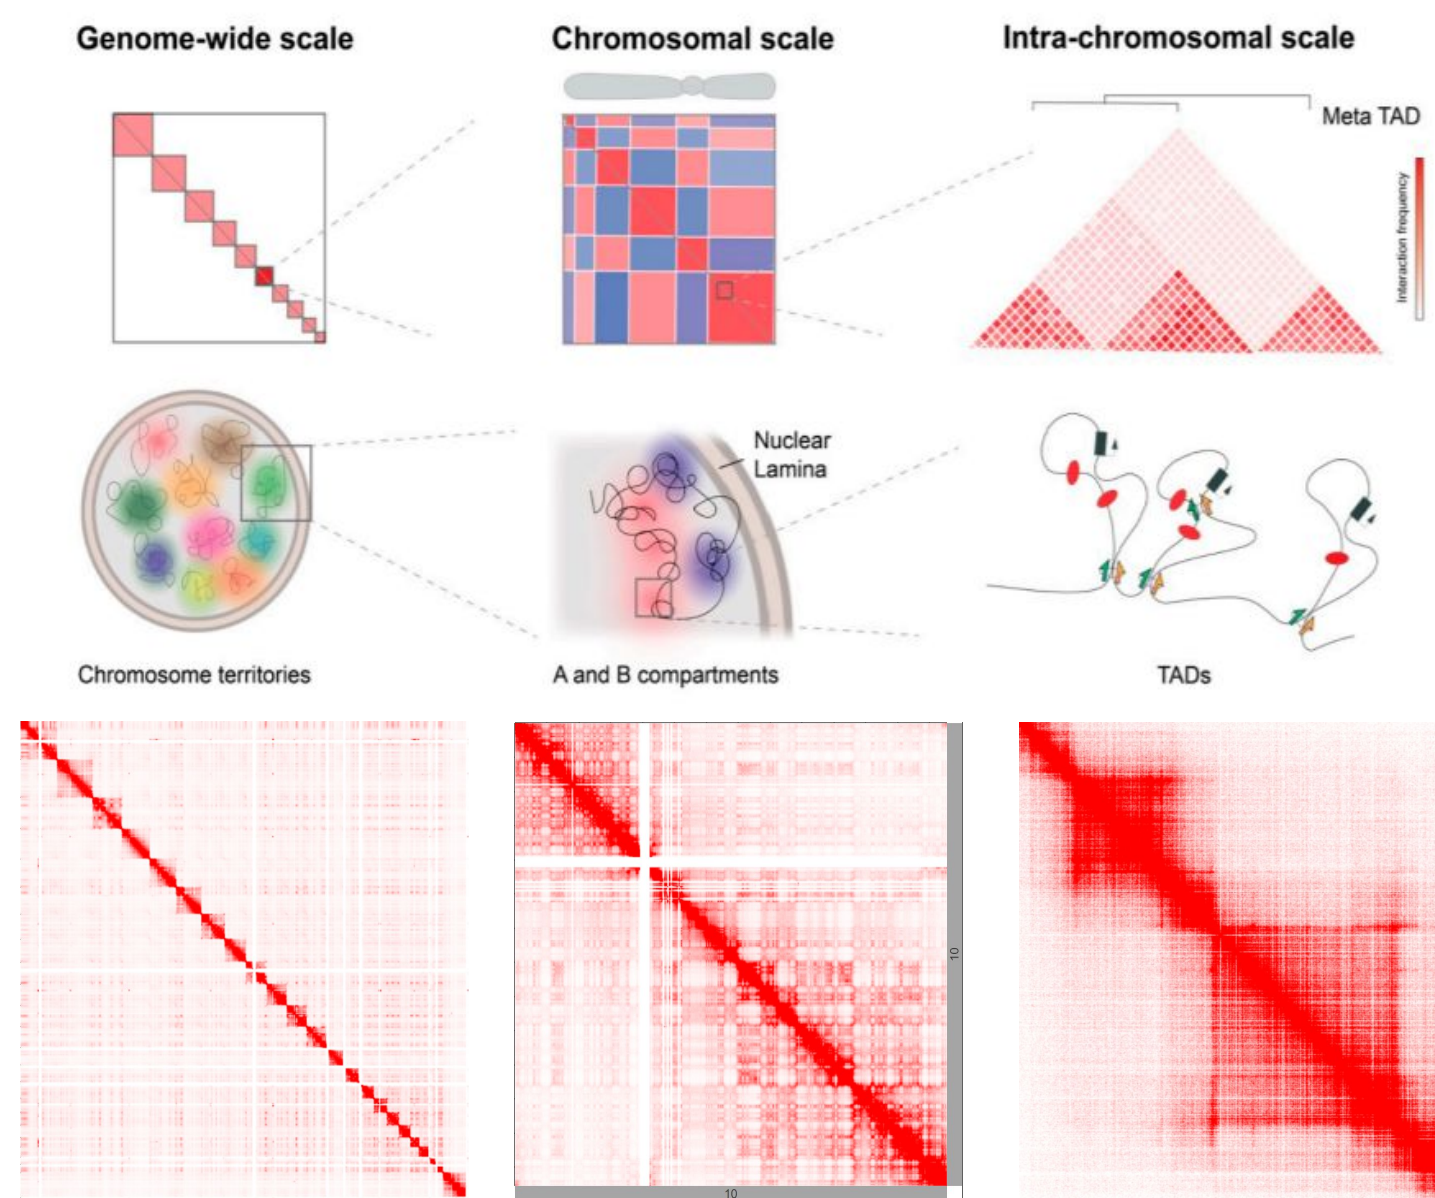 Genome-wide scale
Chromosomal scale
Intra-chromosomal scale
Meta TAD
Interaction frequency
Nuclear
Lamina
Chromosome territories
A and B compartments
TADs
10
10